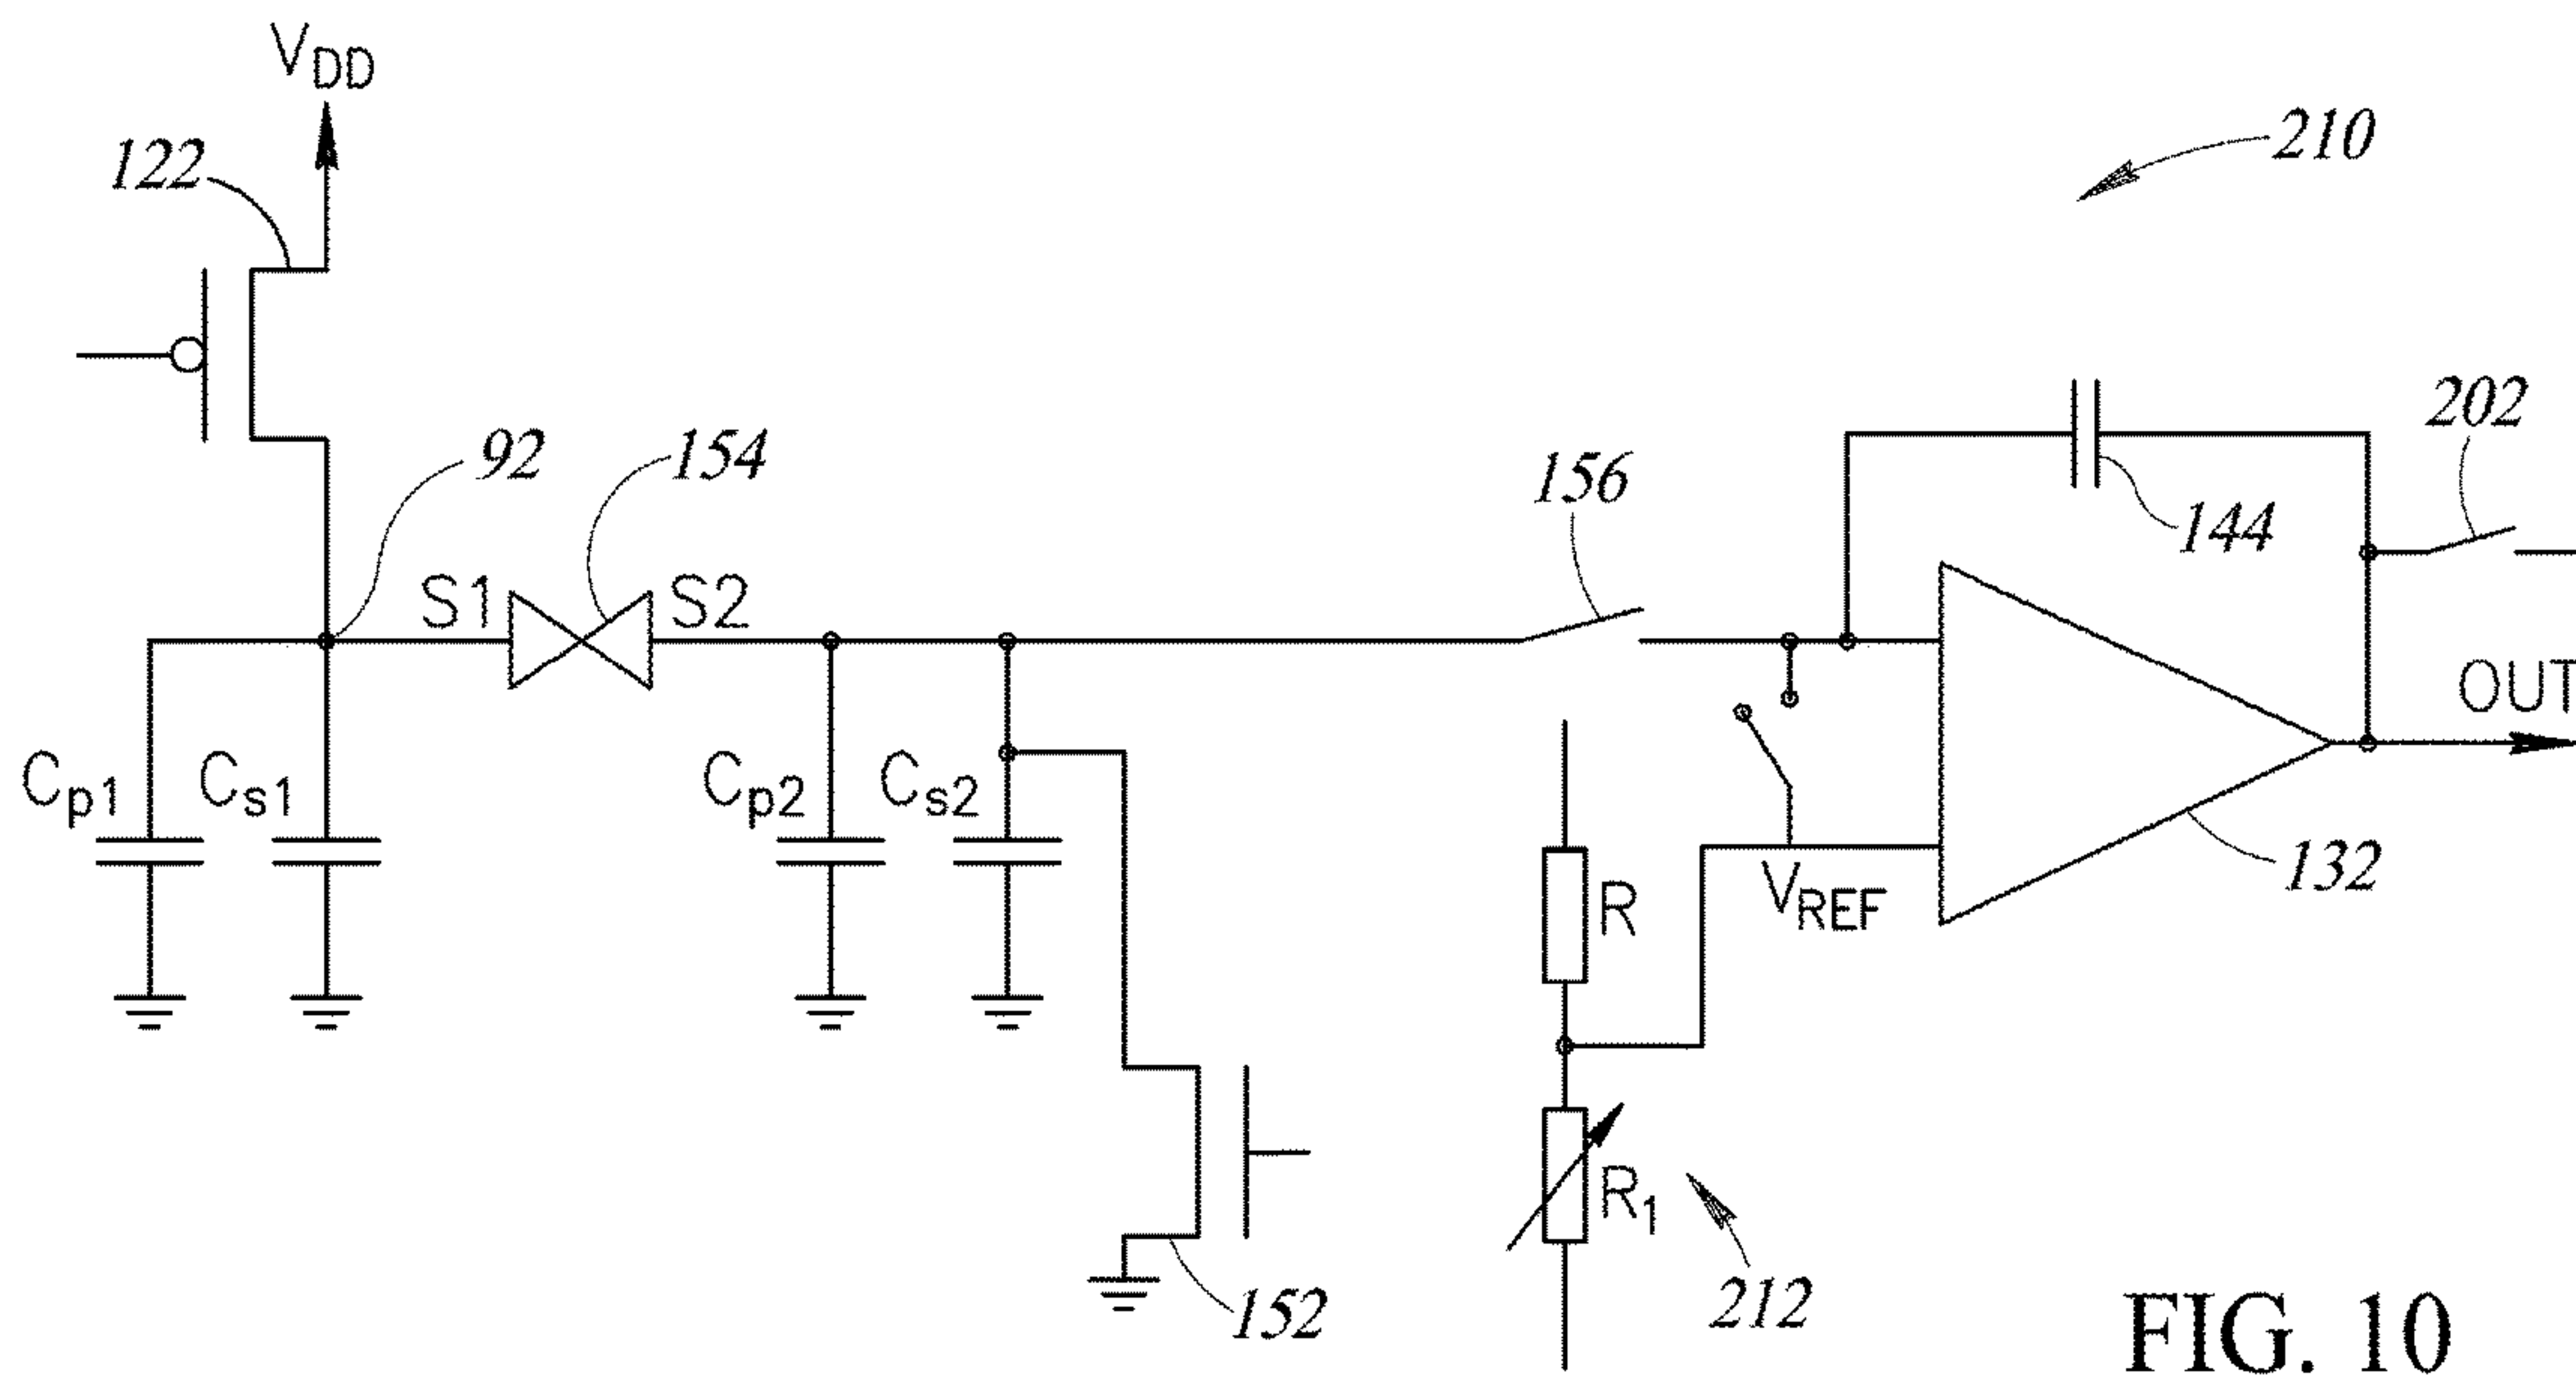 VDD
122
210
202
92
154
156
144
S1
S2
OUT
Cp1
Cs1
Cp2
Cs2
R
VREF
132
R1
212
152
FIG. 10